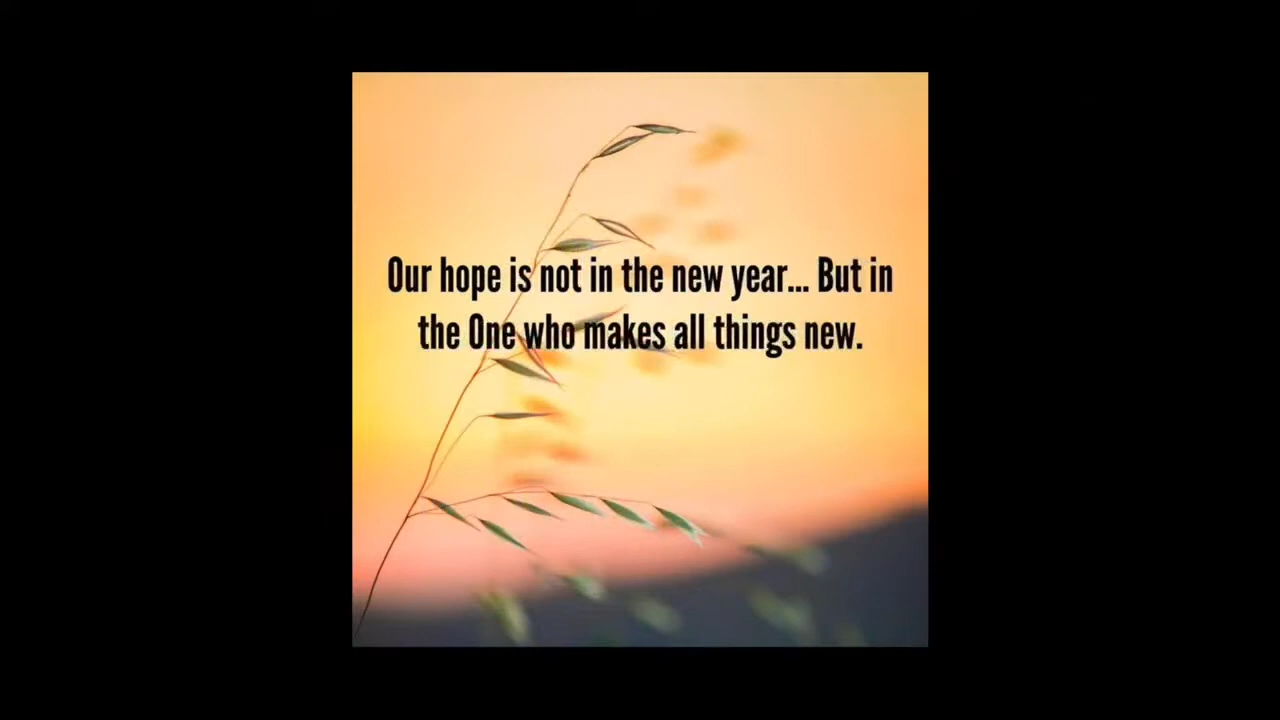 Our hope is not in the new year... But in
the One who makes all things new.